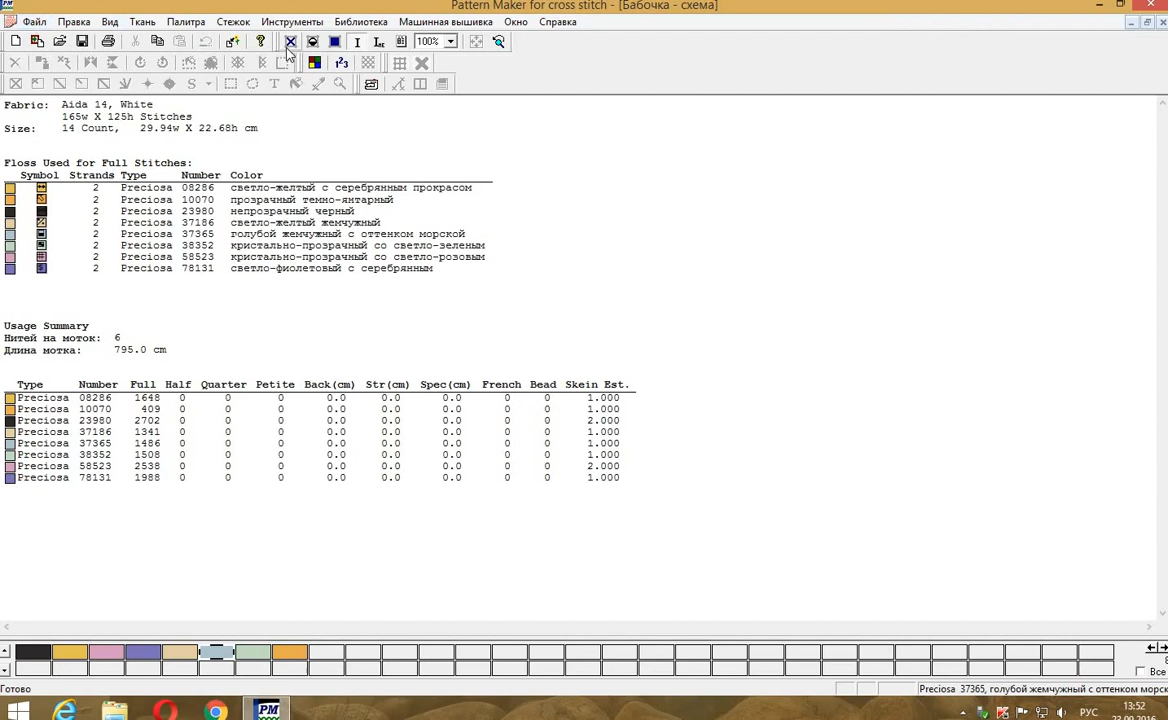 Pattern Maker for cross stitch - [Бабочка - схема]
Файл Правка Вид Ткань Палитра Стежок Инструменты Библиотека Машинная вышивка Окно Справка
100%
Fabric: Aida 14, White
165w X 125h Stitches
Size: 14 Count, 29.94w X 22.68h cm
Floss Used for Full Stitches:
Symbol Strands Type Number Color
2 Preciosa 08286 светло-желтый с серебрянным прокрасом
2 Preciosa 10070 прозрачный темно-янтарный
2 Preciosa 23980 непрозрачный черный
2 Preciosa 37186 светло-желтый жемчужный
2 Preciosa 37365 голубой жемчужный с оттенком морской
2 Preciosa 38352 кристально-прозрачный со светло-зеленым
2 Preciosa 58523 кристально-прозрачный со светло-розовым
2 Preciosa 78131 светло-фиолетовый с серебрянным
Usage Summary
Нитей на моток: 6
Длина мотка: 795.0 cm
Type Number Full Half Quarter Petite Back(cm) Str(cm) Spec(cm) French Bead Skein Est.
Preciosa 08286 1648 0 0 0 0.0 0.0 0.0 0 0 1.000
Preciosa 10070 409 0 0 0 0.0 0.0 0.0 0 0 1.000
Preciosa 23980 2702 0 0 0 0.0 0.0 0.0 0 0 2.000
Preciosa 37186 1341 0 0 0 0.0 0.0 0.0 0 0 1.000
Preciosa 37365 1486 0 0 0 0.0 0.0 0.0 0 0 1.000
Preciosa 38352 1508 0 0 0 0.0 0.0 0.0 0 0 1.000
Preciosa 58523 2538 0 0 0 0.0 0.0 0.0 0 0 2.000
Preciosa 78131 1988 0 0 0 0.0 0.0 0.0 0 0 1.000
Все
Готово
Preciosa 37365, голубой жемчужный с оттенком морск
PM
РУС
13:52
22.09.2016